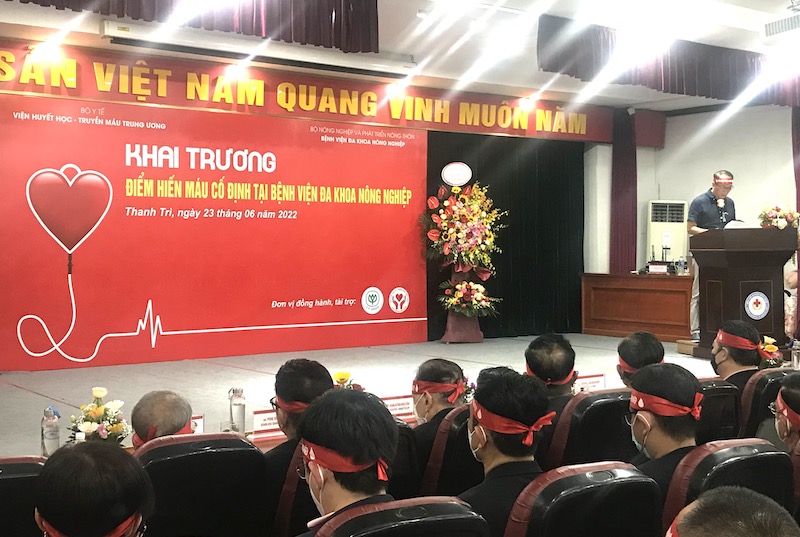 SẢN VIỆT NAM QUANG VINH MUÔN NĂM
BỘ Y TẾ
VIỆN HUYẾT HỌC - TRUYỀN MÁU TRUNG ƯƠNG
BỘ NÔNG NGHIỆP VÀ PHÁT TRIỂN NÔNG THÔN
BỆNH VIỆN ĐA KHOA NÔNG NGHIỆP
KHAI TRƯƠNG
ĐIỂM HIẾN MÁU CỐ ĐỊNH TẠI BỆNH VIỆN ĐA KHOA NÔNG NGHIỆP
Thanh Trì, ngày 23 tháng 06 năm 2022
Đơn vị đồng hành, tài trợ: